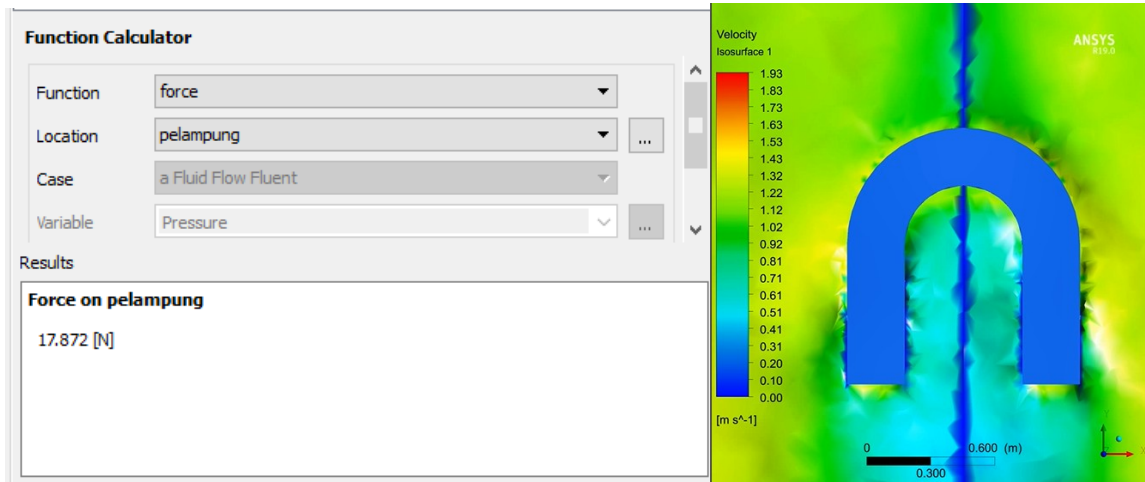 Function Calculator
Function force
Location pelampung ...
Case a Fluid Flow Fluent
Variable Pressure ...
Results
Force on pelampung
17.872 [N]
Velocity
Isosurface 1
1.93
1.83
1.73
1.63
1.53
1.43
1.32
1.22
1.12
1.02
0.92
0.81
0.71
0.61
0.51
0.41
0.31
0.20
0.10
0.00
[m s^-1]
ANSYS
R19.0
0 0.600 (m)
0.300
Y
X